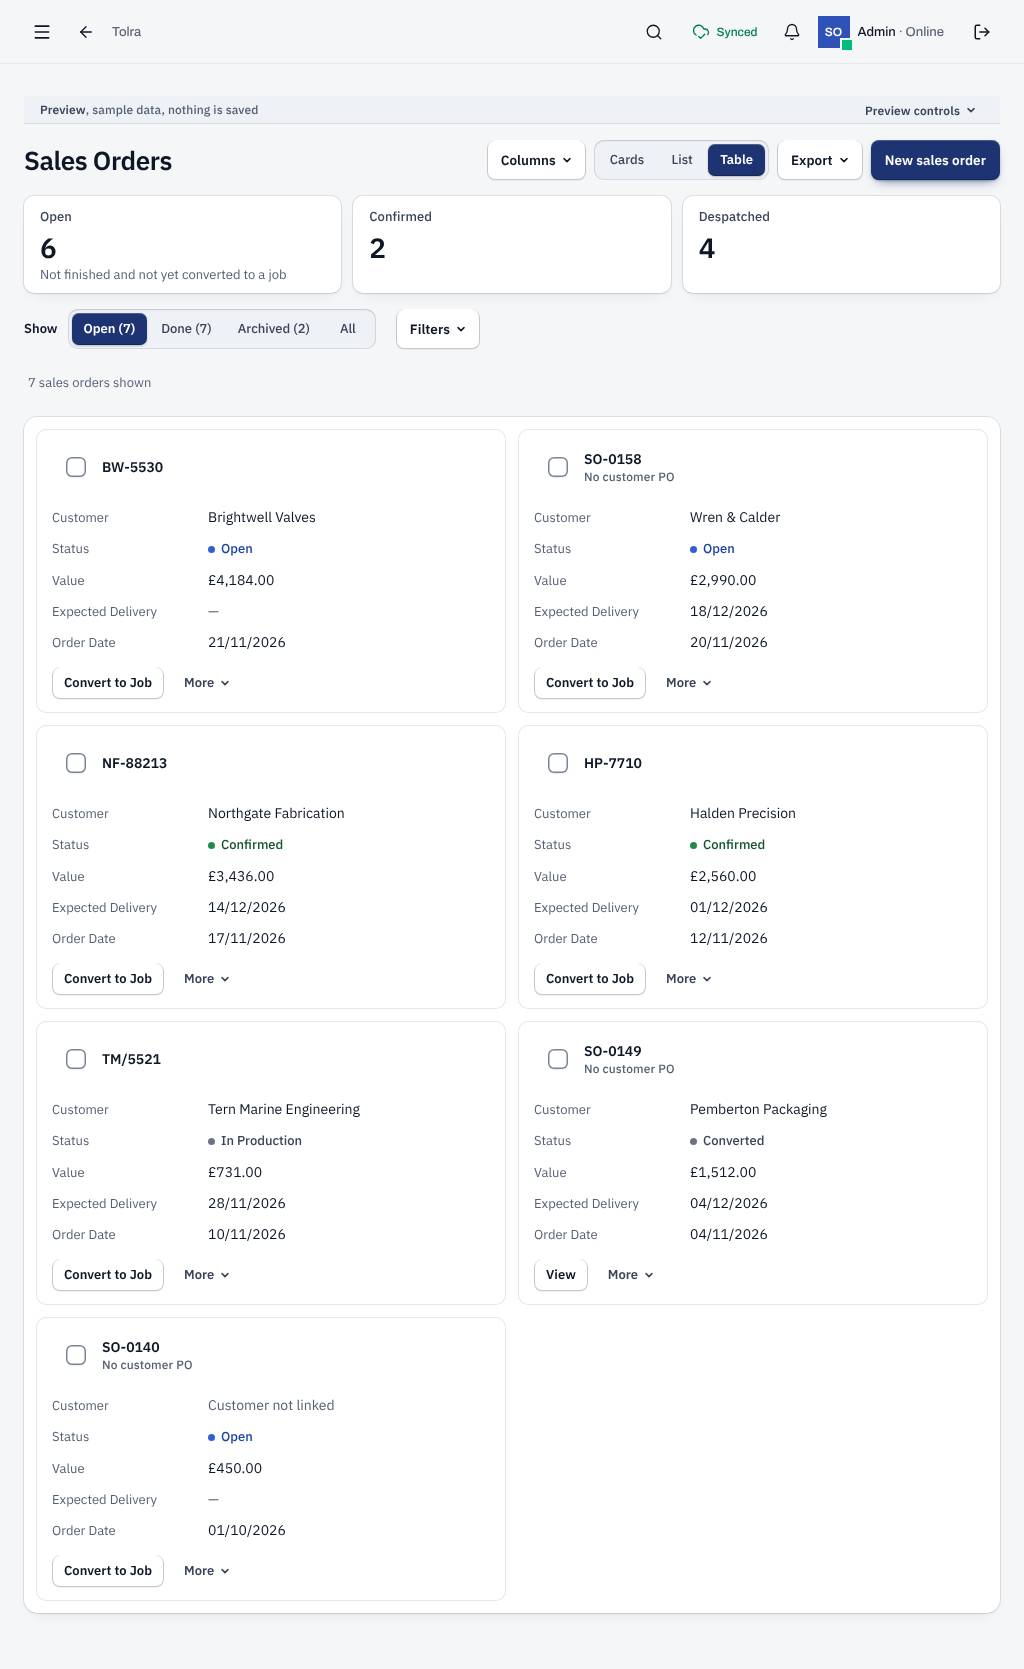 Tolra
Synced
SO
Admin · Online
Preview, sample data, nothing is saved
Preview controls
Sales Orders
Columns
Cards
List
Table
Export
New sales order
Open
6
Not finished and not yet converted to a job
Confirmed
2
Despatched
4
Show
Open (7)
Done (7)
Archived (2)
All
Filters
7 sales orders shown
BW-5530
Customer Brightwell Valves
Status Open
Value £4,184.00
Expected Delivery —
Order Date 21/11/2026
Convert to Job More
SO-0158
No customer PO
Customer Wren & Calder
Status Open
Value £2,990.00
Expected Delivery 18/12/2026
Order Date 20/11/2026
Convert to Job More
NF-88213
Customer Northgate Fabrication
Status Confirmed
Value £3,436.00
Expected Delivery 14/12/2026
Order Date 17/11/2026
Convert to Job More
HP-7710
Customer Halden Precision
Status Confirmed
Value £2,560.00
Expected Delivery 01/12/2026
Order Date 12/11/2026
Convert to Job More
TM/5521
Customer Tern Marine Engineering
Status In Production
Value £731.00
Expected Delivery 28/11/2026
Order Date 10/11/2026
Convert to Job More
SO-0149
No customer PO
Customer Pemberton Packaging
Status Converted
Value £1,512.00
Expected Delivery 04/12/2026
Order Date 04/11/2026
View More
SO-0140
No customer PO
Customer Customer not linked
Status Open
Value £450.00
Expected Delivery —
Order Date 01/10/2026
Convert to Job More